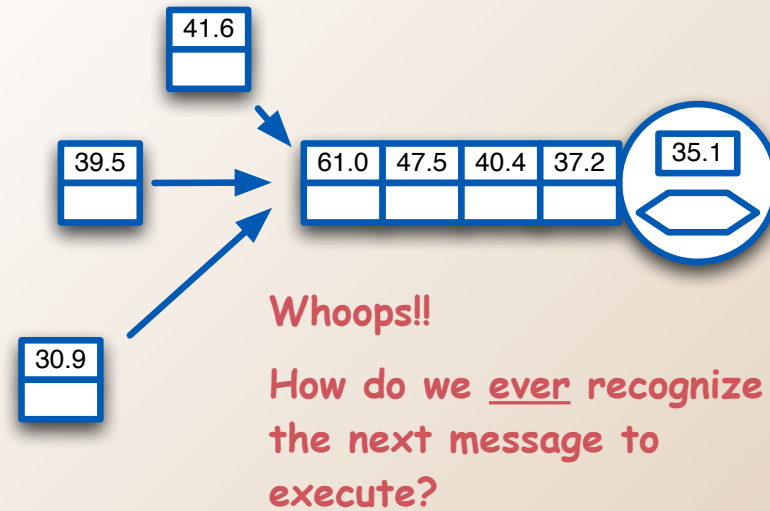 41.6
39.5
61.0 47.5 40.4 37.2
35.1
30.9
Whoops!!
How do we ever recognize
the next message to
execute?